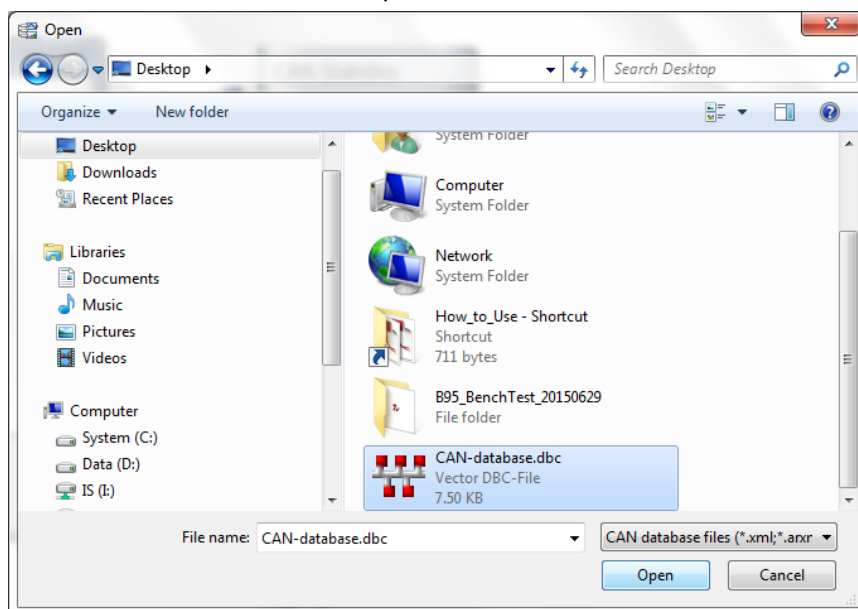 Open
Desktop
Search Desktop
Organize
New folder
Desktop
Downloads
Recent Places
Libraries
Documents
Music
Pictures
Videos
Computer
System (C:)
Data (D:)
IS (I:)
System Folder
Computer
System Folder
Network
System Folder
How_to_Use - Shortcut
Shortcut
711 bytes
B95_BenchTest_20150629
File folder
CAN-database.dbc
Vector DBC-File
7.50 KB
File name: CAN-database.dbc
CAN database files (*.xml;*.arxr
Open
Cancel